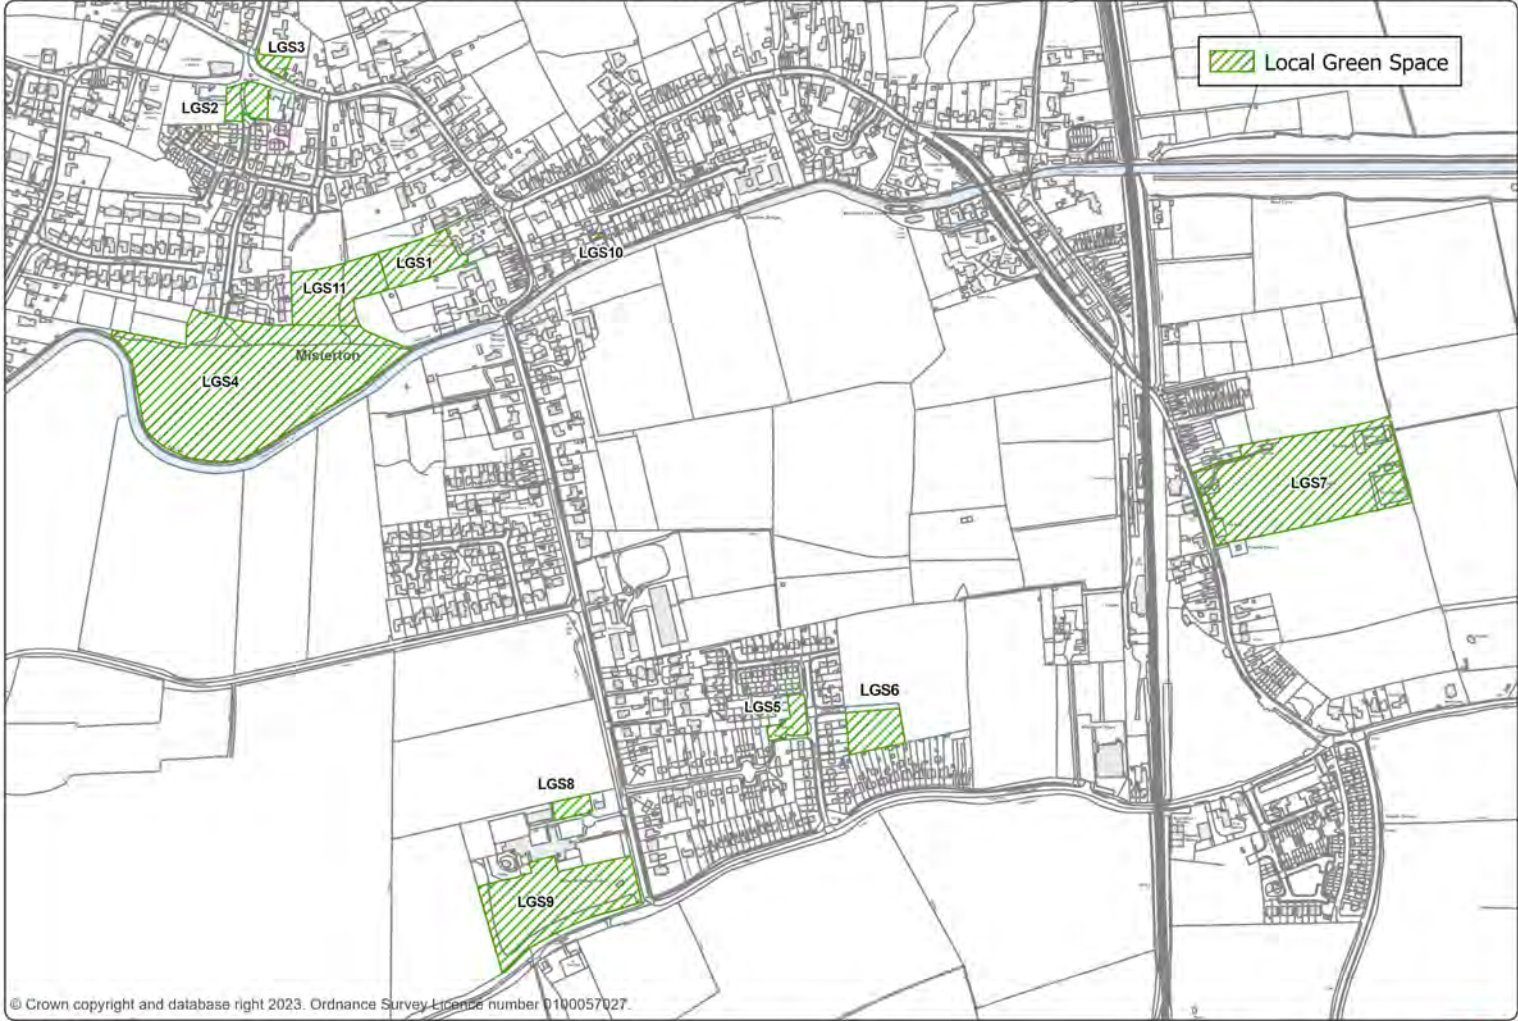 LGS3
Local Green Space
LGS2
LGS10
LGS1
LGS11
Misterton
LGS4
LGS7
LGS6
LGS5
LGS8
LGS9
© Crown copyright and database right 2023. Ordnance Survey Licence number 0100057027.